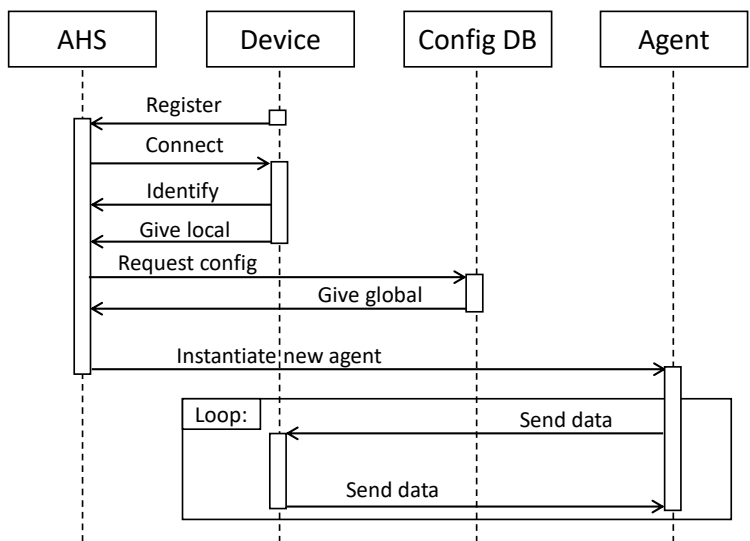 AHS
Device
Config DB
Agent
Register
Connect
Identify
Give local
Request config
Give global
Instantiate new agent
Loop:
Send data
Send data